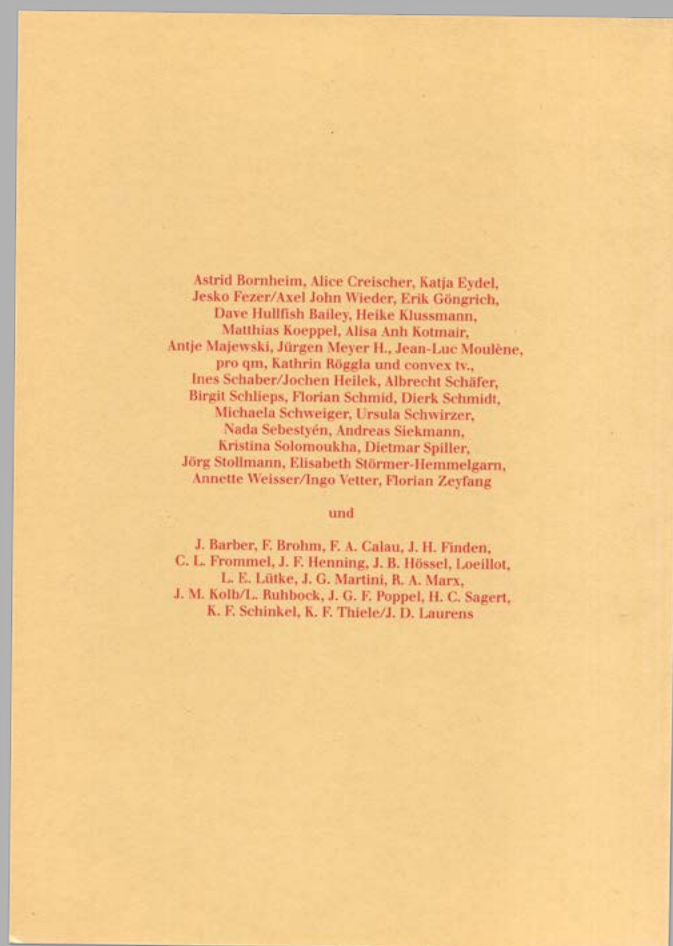 Astrid Bornheim, Alice Creischer, Katja Eydel,
Jesko Fezer/Axel John Wieder, Erik Göngrich,
Dave Hullfish Bailey, Heike Klussmann,
Matthias Koeppel, Alisa Anh Kotmair,
Antje Majewski, Jürgen Meyer H., Jean-Luc Moulène,
pro qm, Kathrin Röggla und convex tv.,
Ines Schaber/Jochen Heilek, Albrecht Schäfer,
Birgit Schlieps, Florian Schmid, Dierk Schmidt,
Michaela Schweiger, Ursula Schwirzer,
Nada Sebestyén, Andreas Siekmann,
Kristina Solomoukha, Dietmar Spiller,
Jörg Stollmann, Elisabeth Störmer-Hemmelgarn,
Annette Weisser/Ingo Vetter, Florian Zeyfang
und
J. Barber, F. Brohm, F. A. Calau, J. H. Finden,
C. L. Frommel, J. F. Henning, J. B. Hössel, Loeillot,
L. E. Lütke, J. G. Martini, R. A. Marx,
J. M. Kolb/L. Ruhbock, J. G. F. Poppel, H. C. Sagert,
K. F. Schinkel, K. F. Thiele/J. D. Laurens